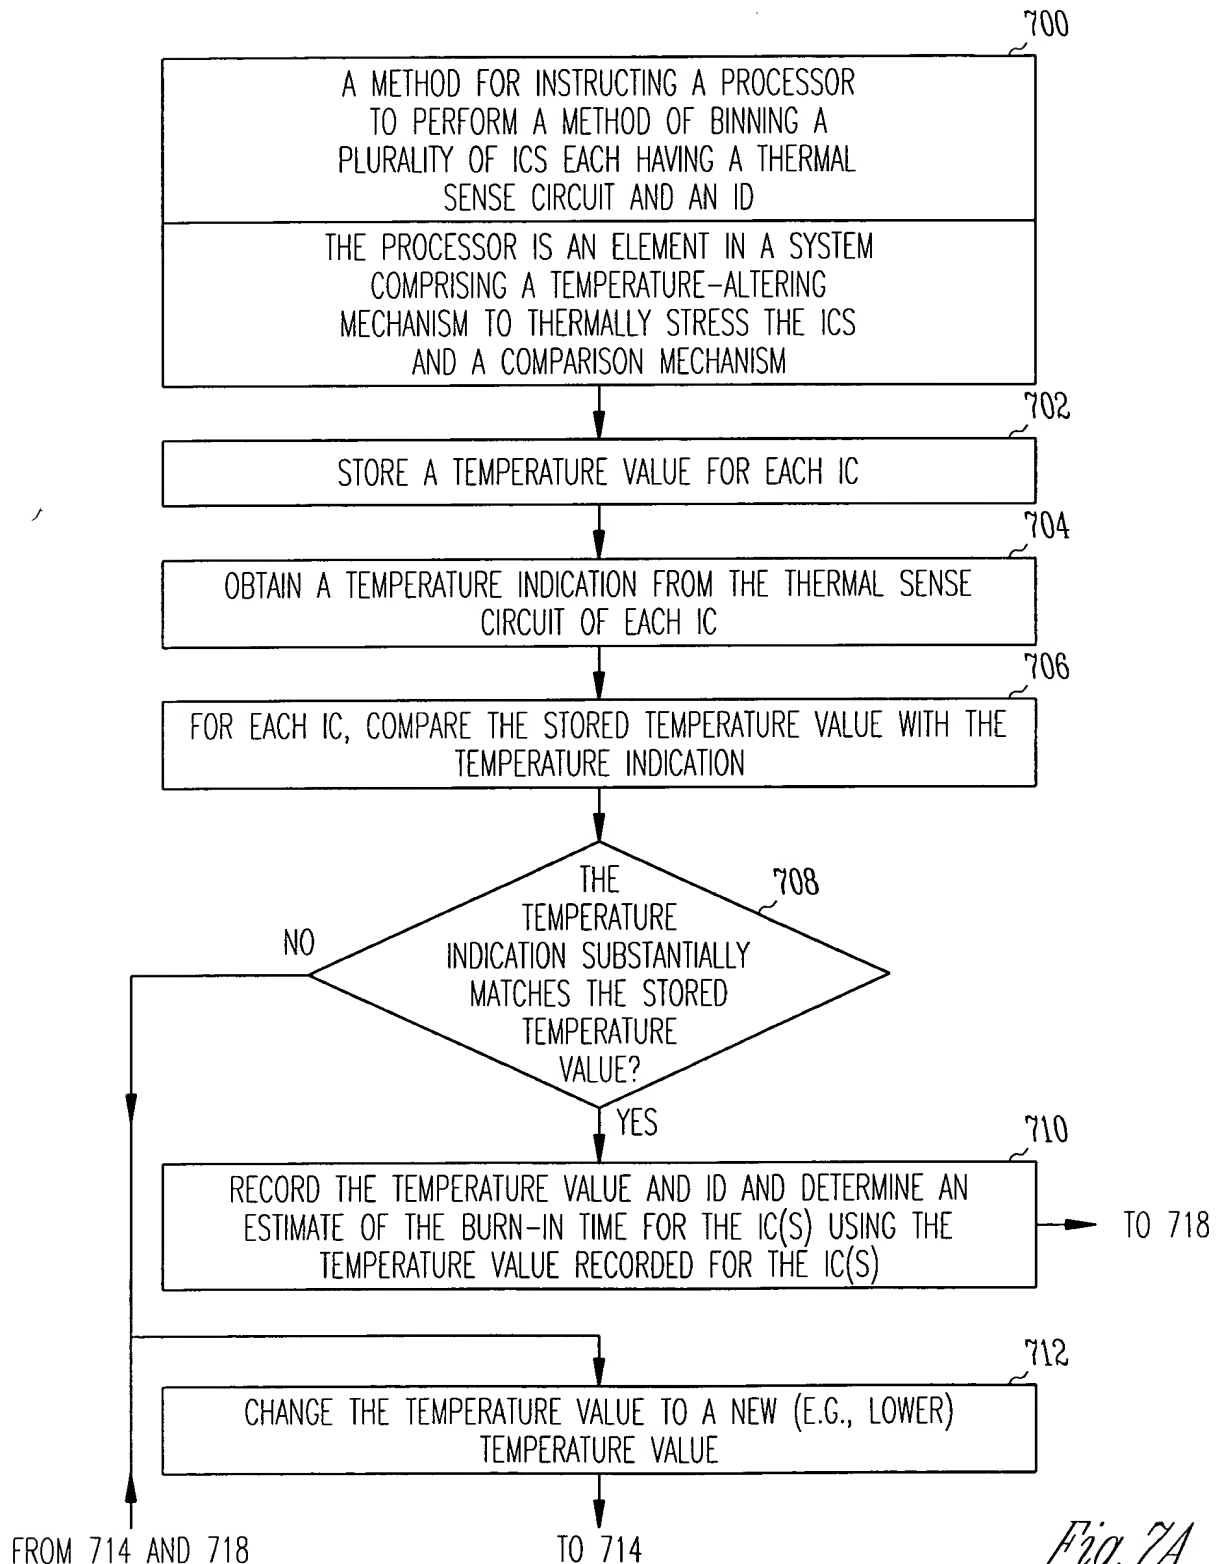 700
A METHOD FOR INSTRUCTING A PROCESSOR
TO PERFORM A METHOD OF BINNING A
PLURALITY OF ICS EACH HAVING A THERMAL
SENSE CIRCUIT AND AN ID
THE PROCESSOR IS AN ELEMENT IN A SYSTEM
COMPRISING A TEMPERATURE-ALTERING
MECHANISM TO THERMALLY STRESS THE ICS
AND A COMPARISON MECHANISM
702
STORE A TEMPERATURE VALUE FOR EACH IC
704
OBTAIN A TEMPERATURE INDICATION FROM THE THERMAL SENSE
CIRCUIT OF EACH IC
706
FOR EACH IC, COMPARE THE STORED TEMPERATURE VALUE WITH THE
TEMPERATURE INDICATION
708
THE
TEMPERATURE
INDICATION SUBSTANTIALLY
MATCHES THE STORED
TEMPERATURE
VALUE?
NO
YES
710
RECORD THE TEMPERATURE VALUE AND ID AND DETERMINE AN
ESTIMATE OF THE BURN-IN TIME FOR THE IC(S) USING THE
TEMPERATURE VALUE RECORDED FOR THE IC(S)
TO 718
712
CHANGE THE TEMPERATURE VALUE TO A NEW (E.G., LOWER)
TEMPERATURE VALUE
FROM 714 AND 718
TO 714
Fig. 7A